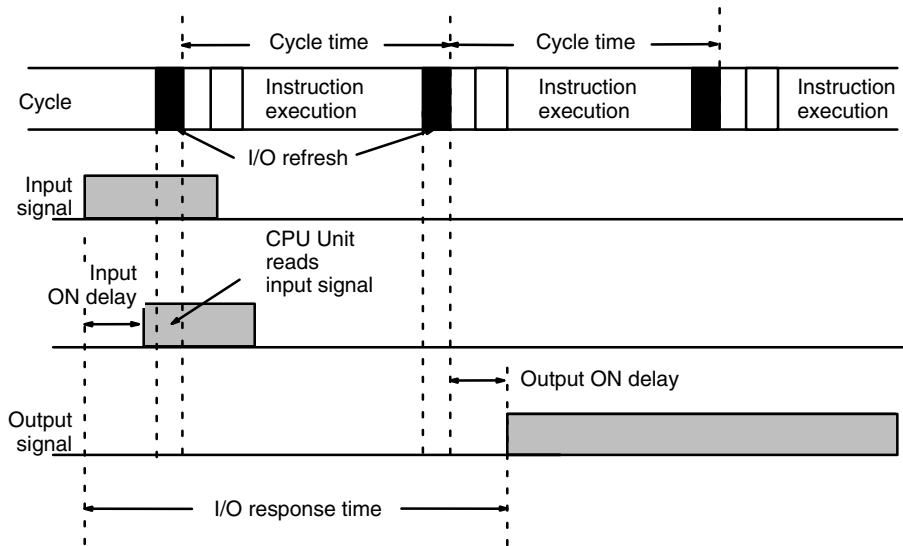 Cycle time
Cycle time
Cycle
Instruction
execution
Instruction
execution
Instruction
execution
I/O refresh
Input
signal
CPU Unit
reads
input signal
Input
ON delay
Output ON delay
Output
signal
I/O response time